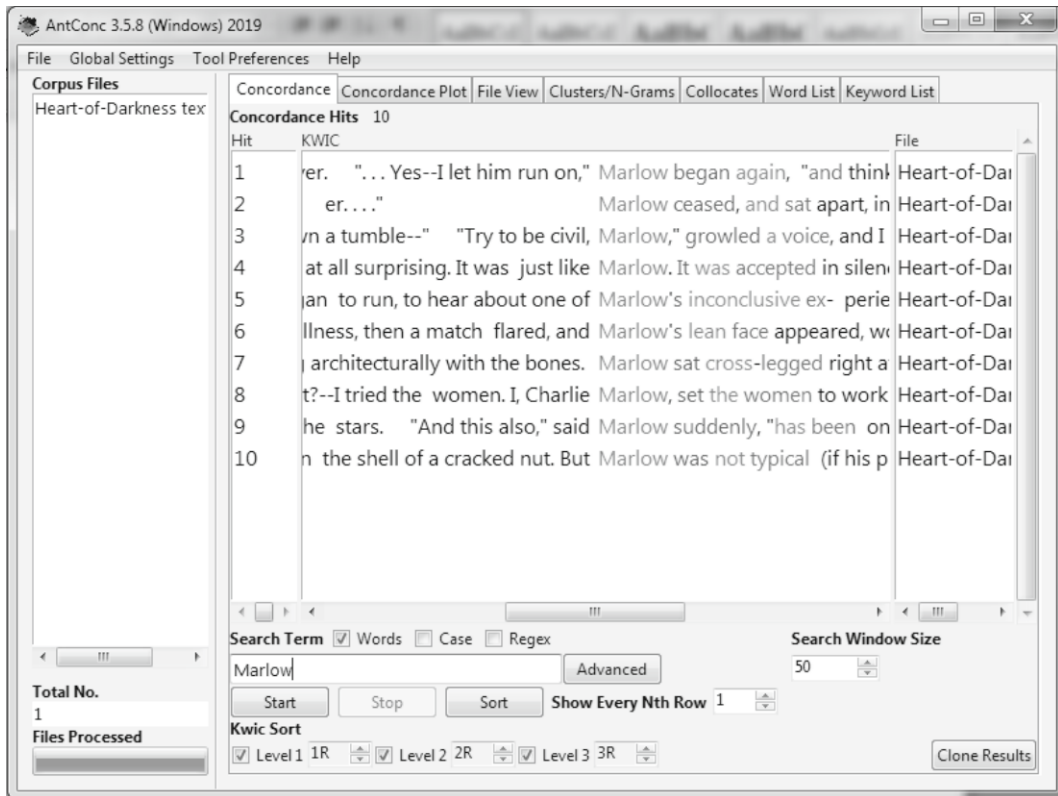 AntConc 3.5.8 (Windows) 2019
File Global Settings Tool Preferences Help
Corpus Files
Heart-of-Darkness tex
Total No.
1
Files Processed
Concordance Concordance Plot File View Clusters/N-Grams Collocates Word List Keyword List
Concordance Hits 10
Hit KWIC File
1 er. ". . . Yes--I let him run on," Marlow began again, "and think Heart-of-Dar
2 er. . . ." Marlow ceased, and sat apart, in Heart-of-Dar
3 vn a tumble--" "Try to be civil, Marlow," growled a voice, and I Heart-of-Dar
4 at all surprising. It was just like Marlow. It was accepted in silen Heart-of-Dar
5 gan to run, to hear about one of Marlow's inconclusive ex- perie Heart-of-Dar
6 llness, then a match flared, and Marlow's lean face appeared, wo Heart-of-Dar
7 g architecturally with the bones. Marlow sat cross-legged right a Heart-of-Dar
8 t?--I tried the women. I, Charlie Marlow, set the women to work Heart-of-Dar
9 he stars. "And this also," said Marlow suddenly, "has been on Heart-of-Dar
10 n the shell of a cracked nut. But Marlow was not typical (if his p Heart-of-Dar
Search Term Words Case Regex Search Window Size
Marlow Advanced 50
Start Stop Sort Show Every Nth Row 1
Kwic Sort
Level 1 1R Level 2 2R Level 3 3R Clone Results